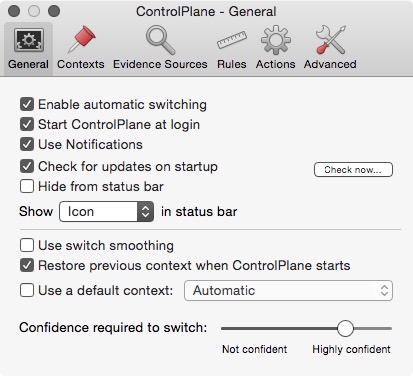 ControlPlane - General
General Contexts Evidence Sources Rules Actions Advanced
Enable automatic switching
Start ControlPlane at login
Use Notifications
Check for updates on startup Check now...
Hide from status bar
Show Icon in status bar
Use switch smoothing
Restore previous context when ControlPlane starts
Use a default context: Automatic
Confidence required to switch:
Not confident Highly confident